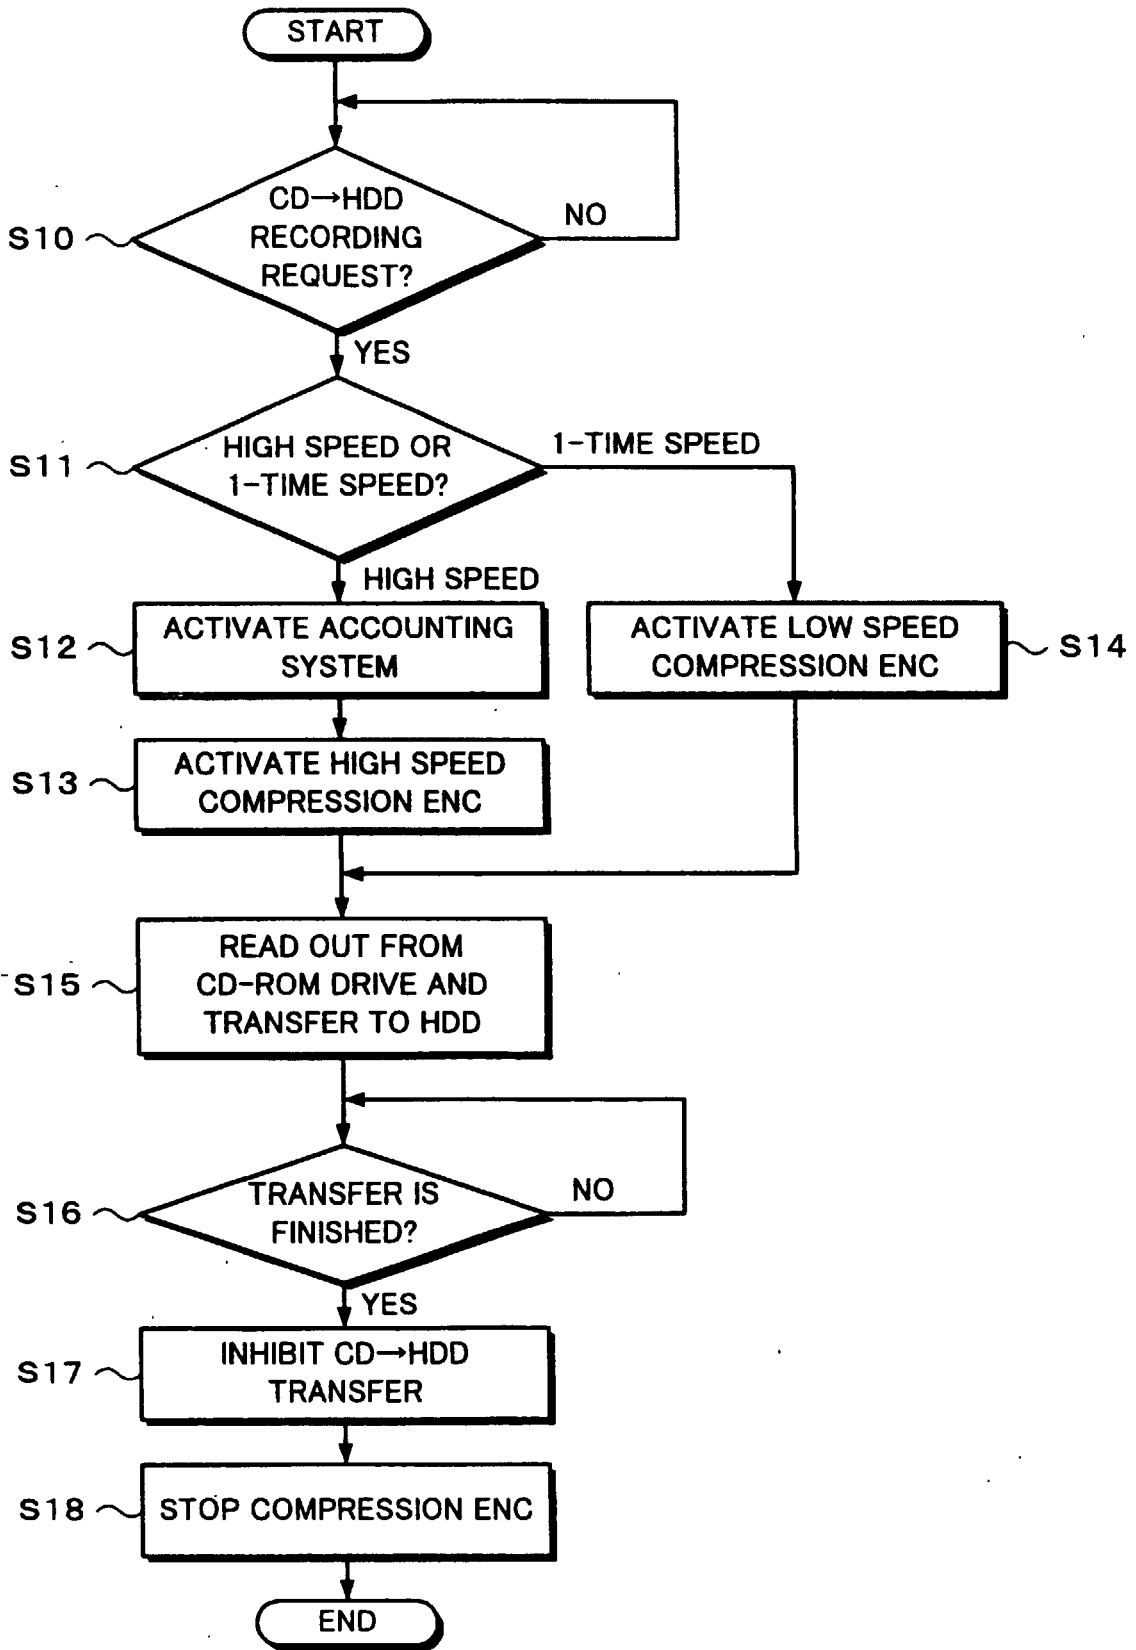 START
CD→HDD
RECORDING
REQUEST?
S10
NO
YES
HIGH SPEED OR
1-TIME SPEED?
S11
1-TIME SPEED
HIGH SPEED
ACTIVATE ACCOUNTING
SYSTEM
S12
ACTIVATE LOW SPEED
COMPRESSION ENC
S14
ACTIVATE HIGH SPEED
COMPRESSION ENC
S13
READ OUT FROM
CD-ROM DRIVE AND
TRANSFER TO HDD
S15
TRANSFER IS
FINISHED?
S16
NO
YES
INHIBIT CD→HDD
TRANSFER
S17
STOP COMPRESSION ENC
S18
END